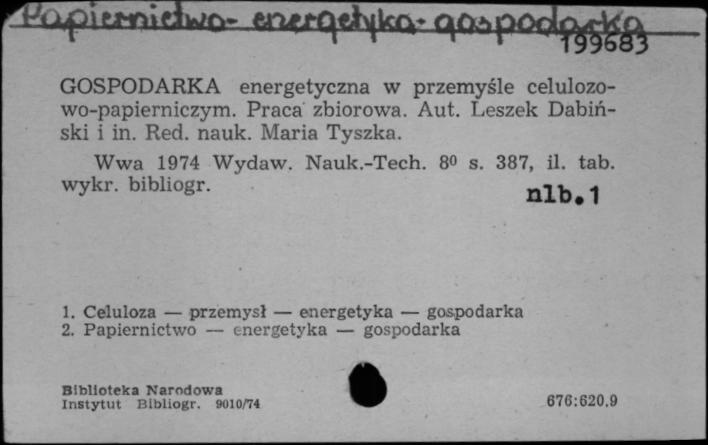 Papiernictwo - energetyka - gospodarka
199683
GOSPODARKA energetyczna w przemyśle celulozo-
wo-papierniczym. Praca zbiorowa. Aut. Leszek Dabiń-
ski i in. Red. nauk. Maria Tyszka.
Wwa 1974 Wydaw. Nauk.-Tech. 8⁰ s. 387, il. tab.
wykr. bibliogr.
nlb.1
1. Celuloza — przemysł — energetyka — gospodarka
2. Papiernictwo — energetyka — gospodarka
Biblioteka Narodowa
Instytut Bibliogr. 9010/74
676:620.9